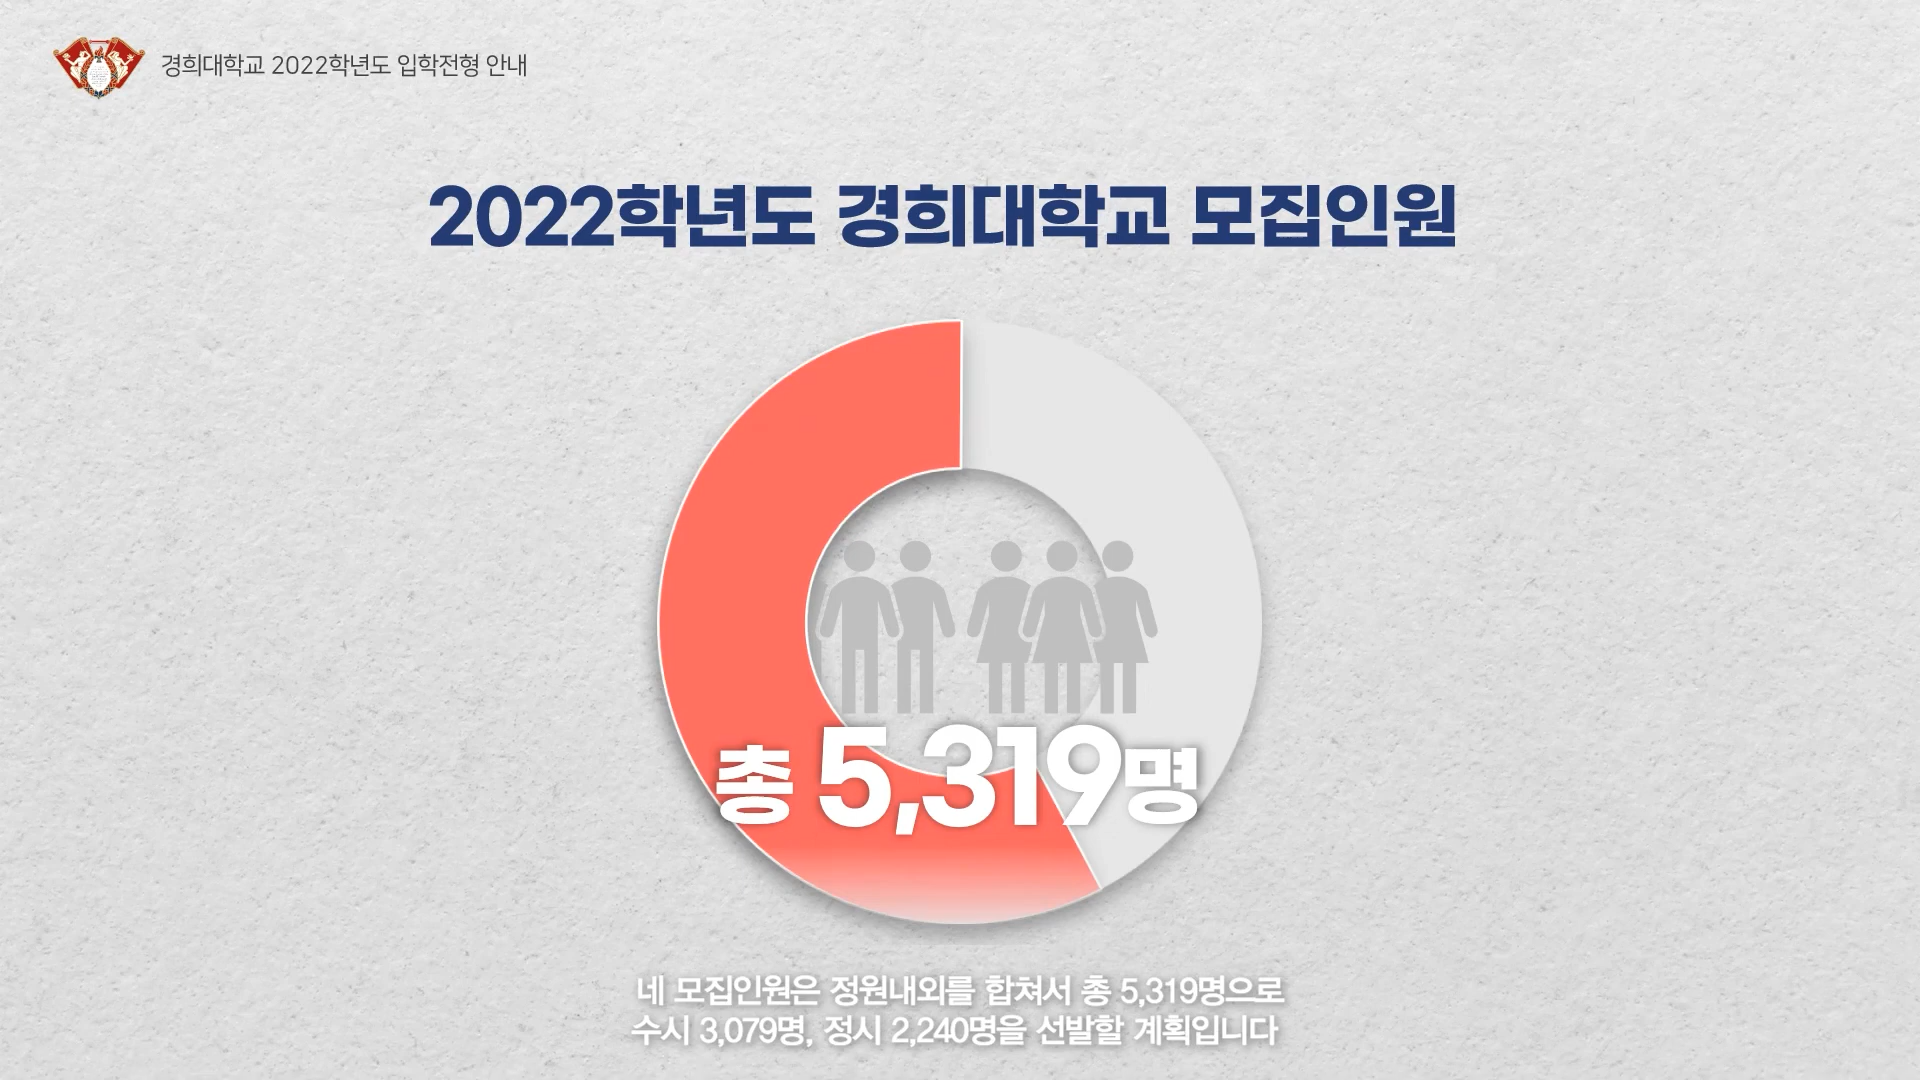 경희대학교 2022학년도 입학전형 안내
2022학년도 경희대학교 모집인원
총 5,319명
네 모집인원은 정원내외를 합쳐서 총 5,319명으로
수시 3,079명, 정시 2,240명을 선발할 계획입니다